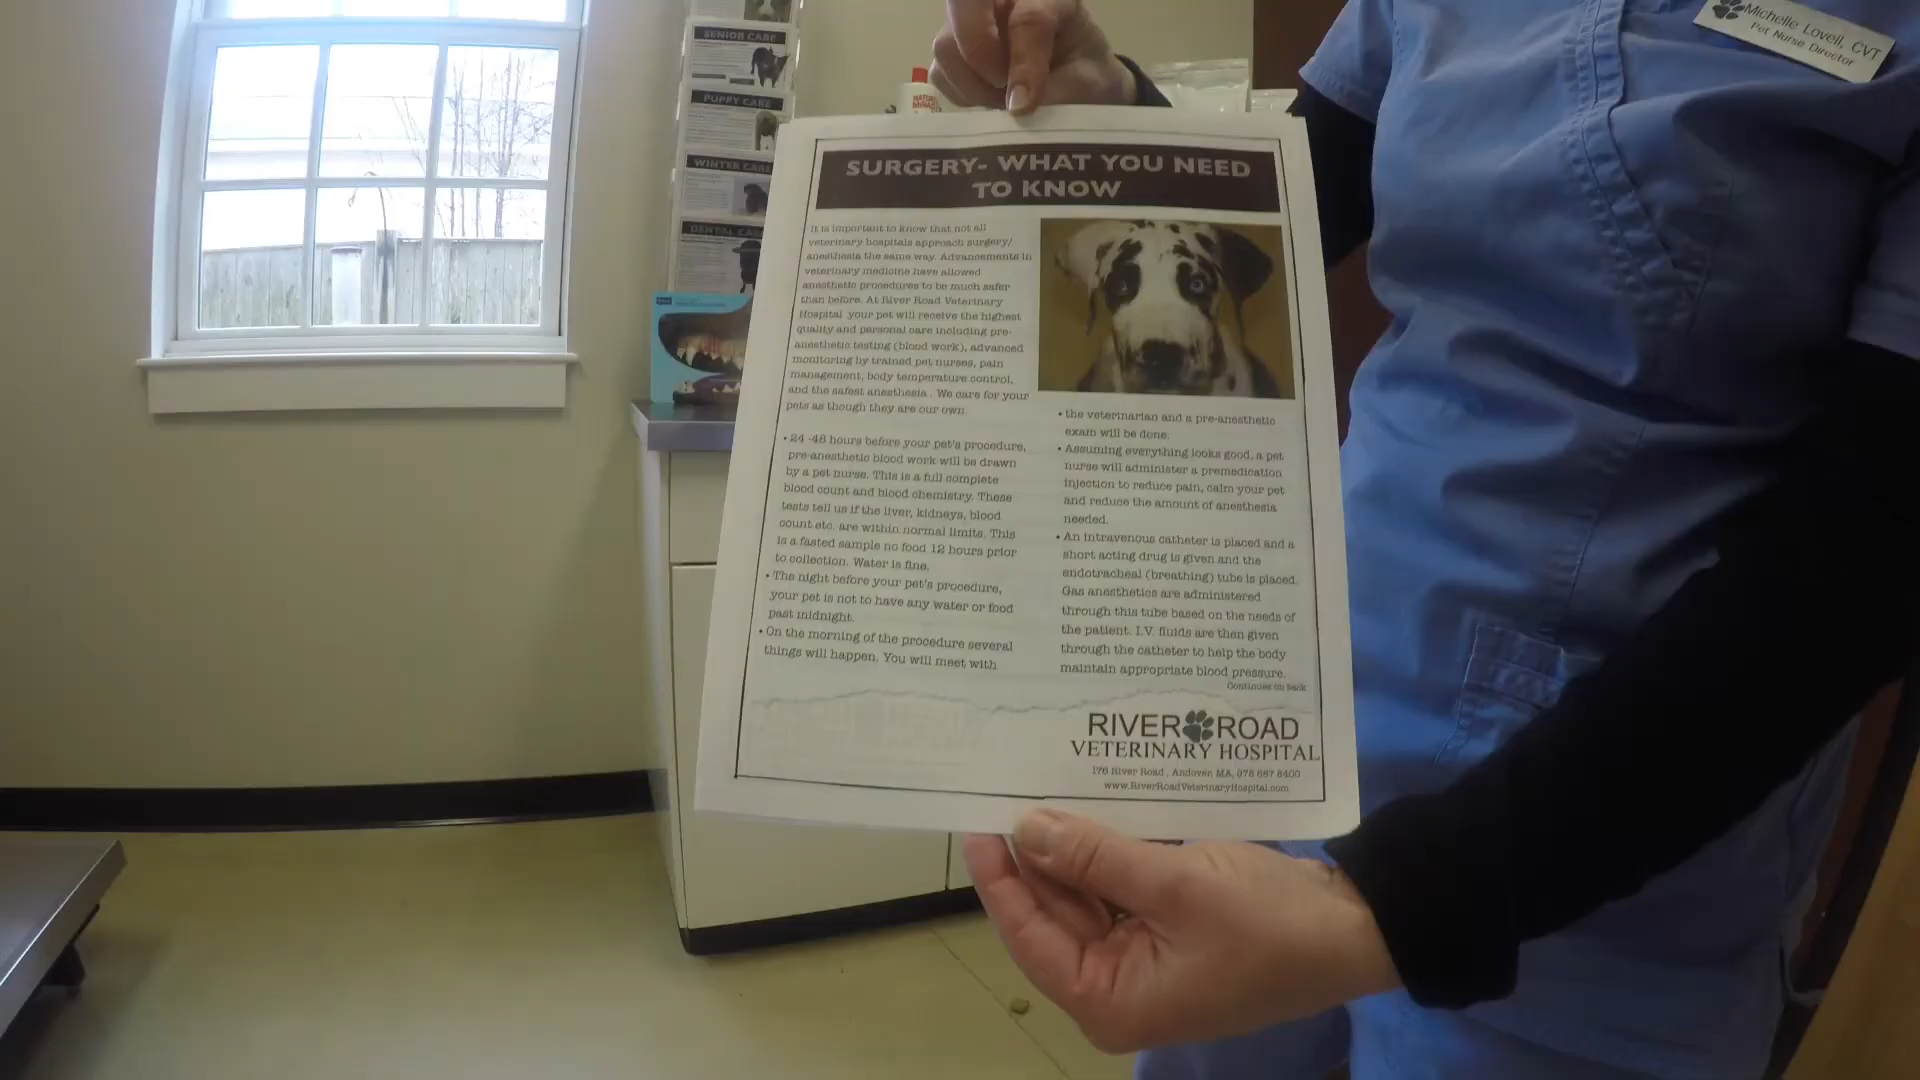 SENIOR CARE
PUPPY CARE
WINTER CARE
DENTAL CARE
NATURE'S
MIRACLE
Michelle Lovell, CVT
Pet Nurse Director
SURGERY- WHAT YOU NEED
TO KNOW
It is important to know that not all
veterinary hospitals approach surgery/
anesthesia the same way. Advancements in
veterinary medicine have allowed
anesthetic procedures to be much safer
than before. At River Road Veterinary
Hospital your pet will receive the highest
quality and personal care including pre-
anesthetic testing (blood work), advanced
monitoring by trained pet nurses, pain
management, body temperature control,
and the safest anesthesia . We care for your
pets as though they are our own.
• 24 -48 hours before your pet's procedure,
pre-anesthetic blood work will be drawn
by a pet nurse. This is a full complete
blood count and blood chemistry. These
tests tell us if the liver, kidneys, blood
count etc. are within normal limits. This
is a fasted sample no food 12 hours prior
to collection. Water is fine.
• The night before your pet's procedure,
your pet is not to have any water or food
past midnight.
• On the morning of the procedure several
things will happen. You will meet with
• the veterinarian and a pre-anesthetic
exam will be done.
• Assuming everything looks good, a pet
nurse will administer a premedication
injection to reduce pain, calm your pet
and reduce the amount of anesthesia
needed.
• An intravenous catheter is placed and a
short acting drug is given and the
endotracheal (breathing) tube is placed.
Gas anesthetics are administered
through this tube based on the needs of
the patient. I.V. fluids are then given
through the catheter to help the body
maintain appropriate blood pressure.
Continues on back
RIVER ROAD
VETERINARY HOSPITAL
176 River Road , Andover, MA, 978 687 8400
www.RiverRoadVeterinaryHospital.com